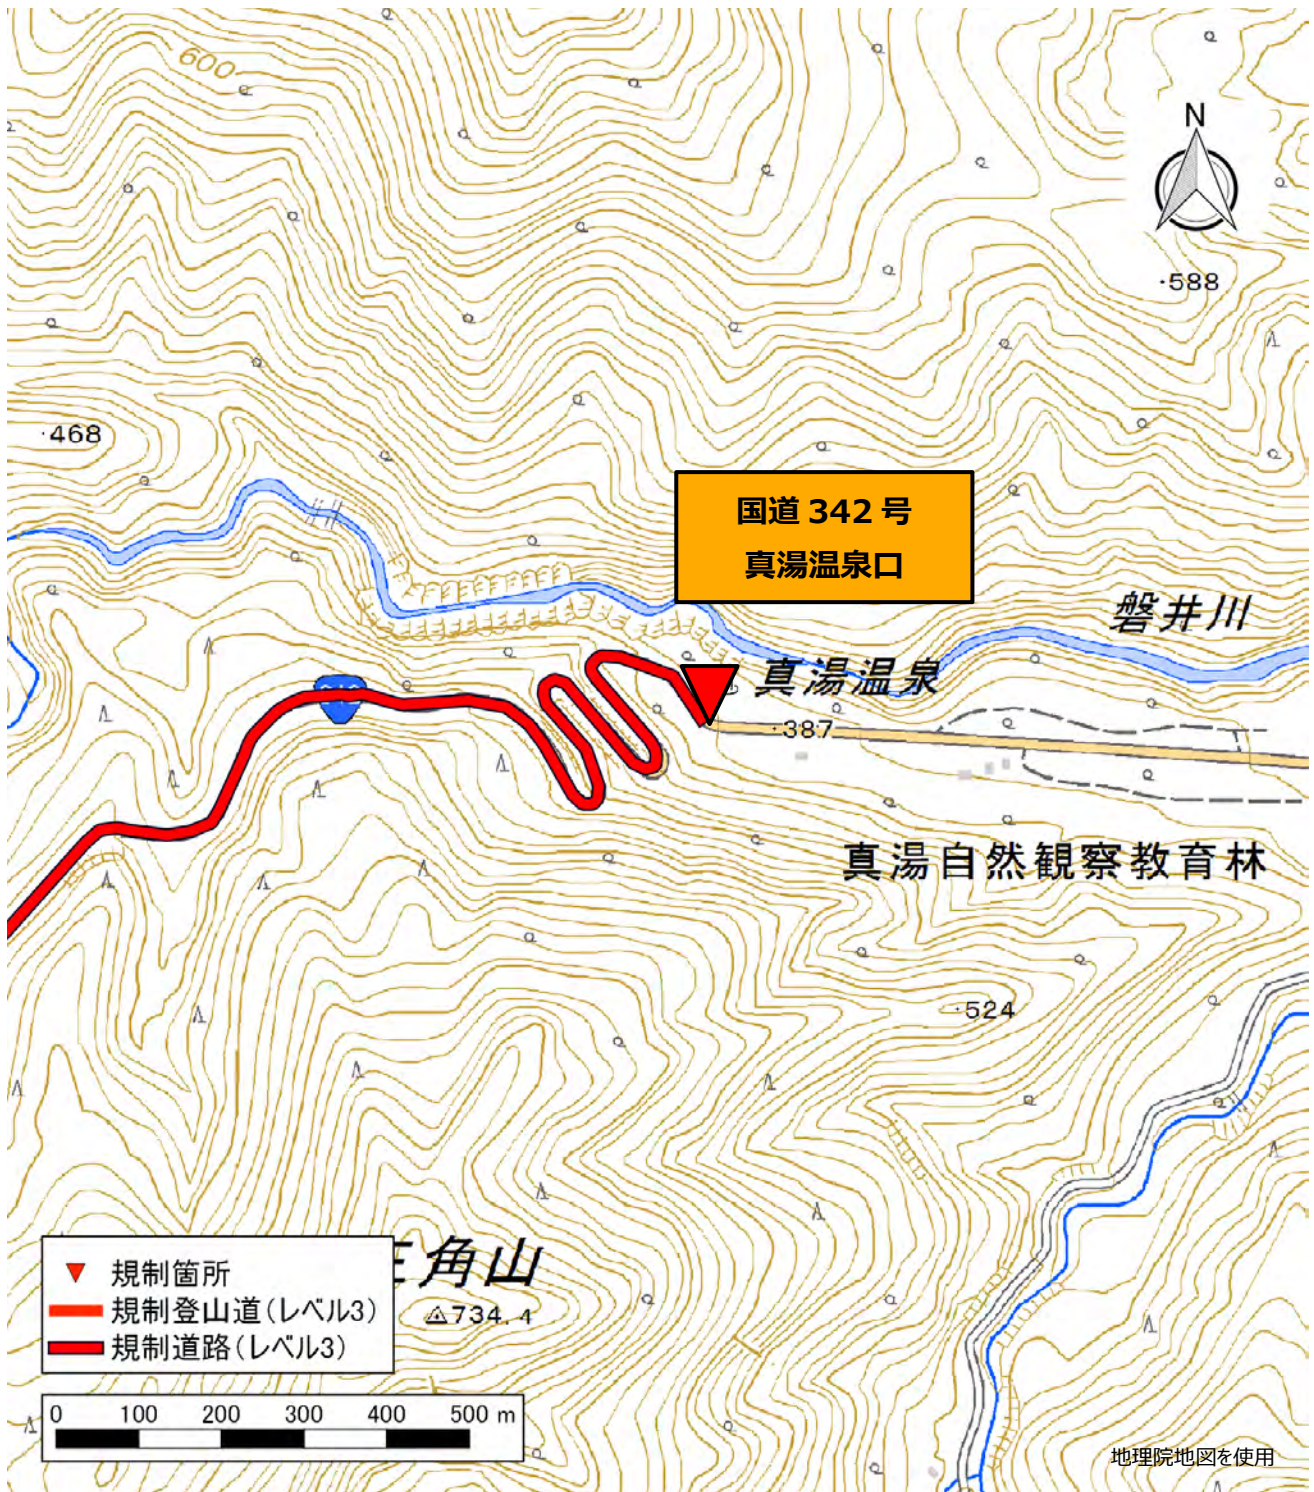 600
N
・588
・468
国道 342 号
真湯温泉口
磐井川
真湯温泉
・387
真湯自然観察教育林
・524
角山
734.4
規制箇所
規制登山道(レベル3)
規制道路(レベル3)
0 100 200 300 400 500 m
地理院地図を使用